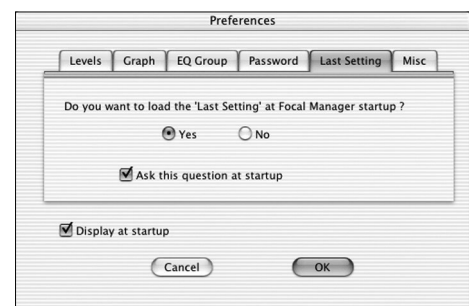 Preferences
Levels Graph EQ Group Password Last Setting Misc
Do you want to load the 'Last Setting' at Focal Manager startup ?
Yes No
Ask this question at startup
Display at startup
Cancel OK